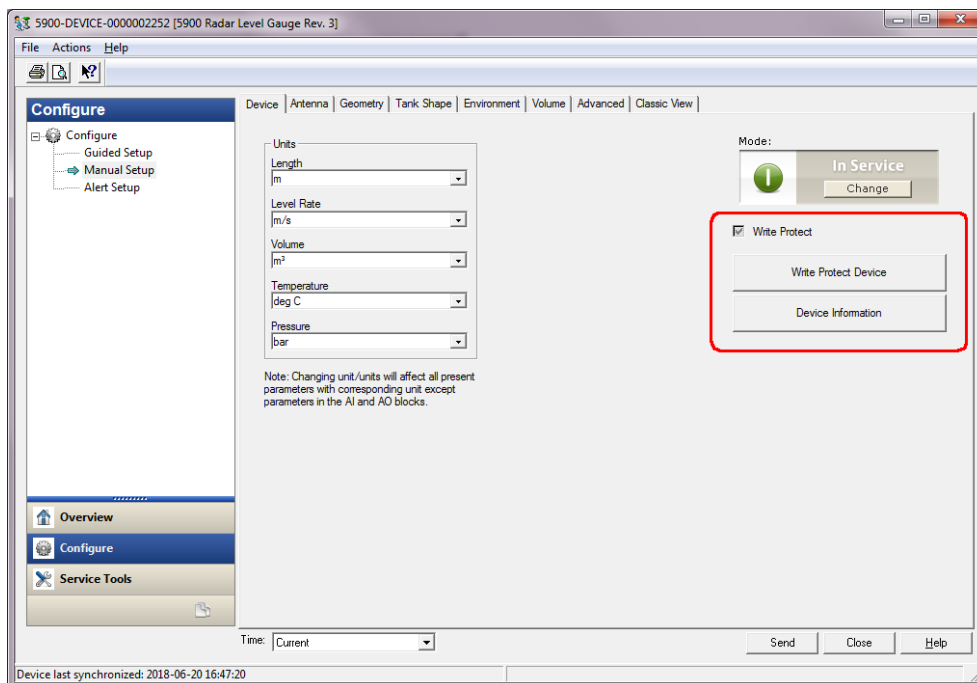 5900-DEVICE-0000002252 [5900 Radar Level Gauge Rev. 3]
File Actions Help
Configure
Configure
Guided Setup
Manual Setup
Alert Setup
Overview
Configure
Service Tools
Device Antenna Geometry Tank Shape Environment Volume Advanced Classic View
Units
Length
m
Level Rate
m/s
Volume
m³
Temperature
deg C
Pressure
bar
Note: Changing unit/units will affect all present
parameters with corresponding unit except
parameters in the AI and AO blocks.
Mode:
In Service
Change
Write Protect
Write Protect Device
Device Information
Time: Current
Send Close Help
Device last synchronized: 2018-06-20 16:47:20